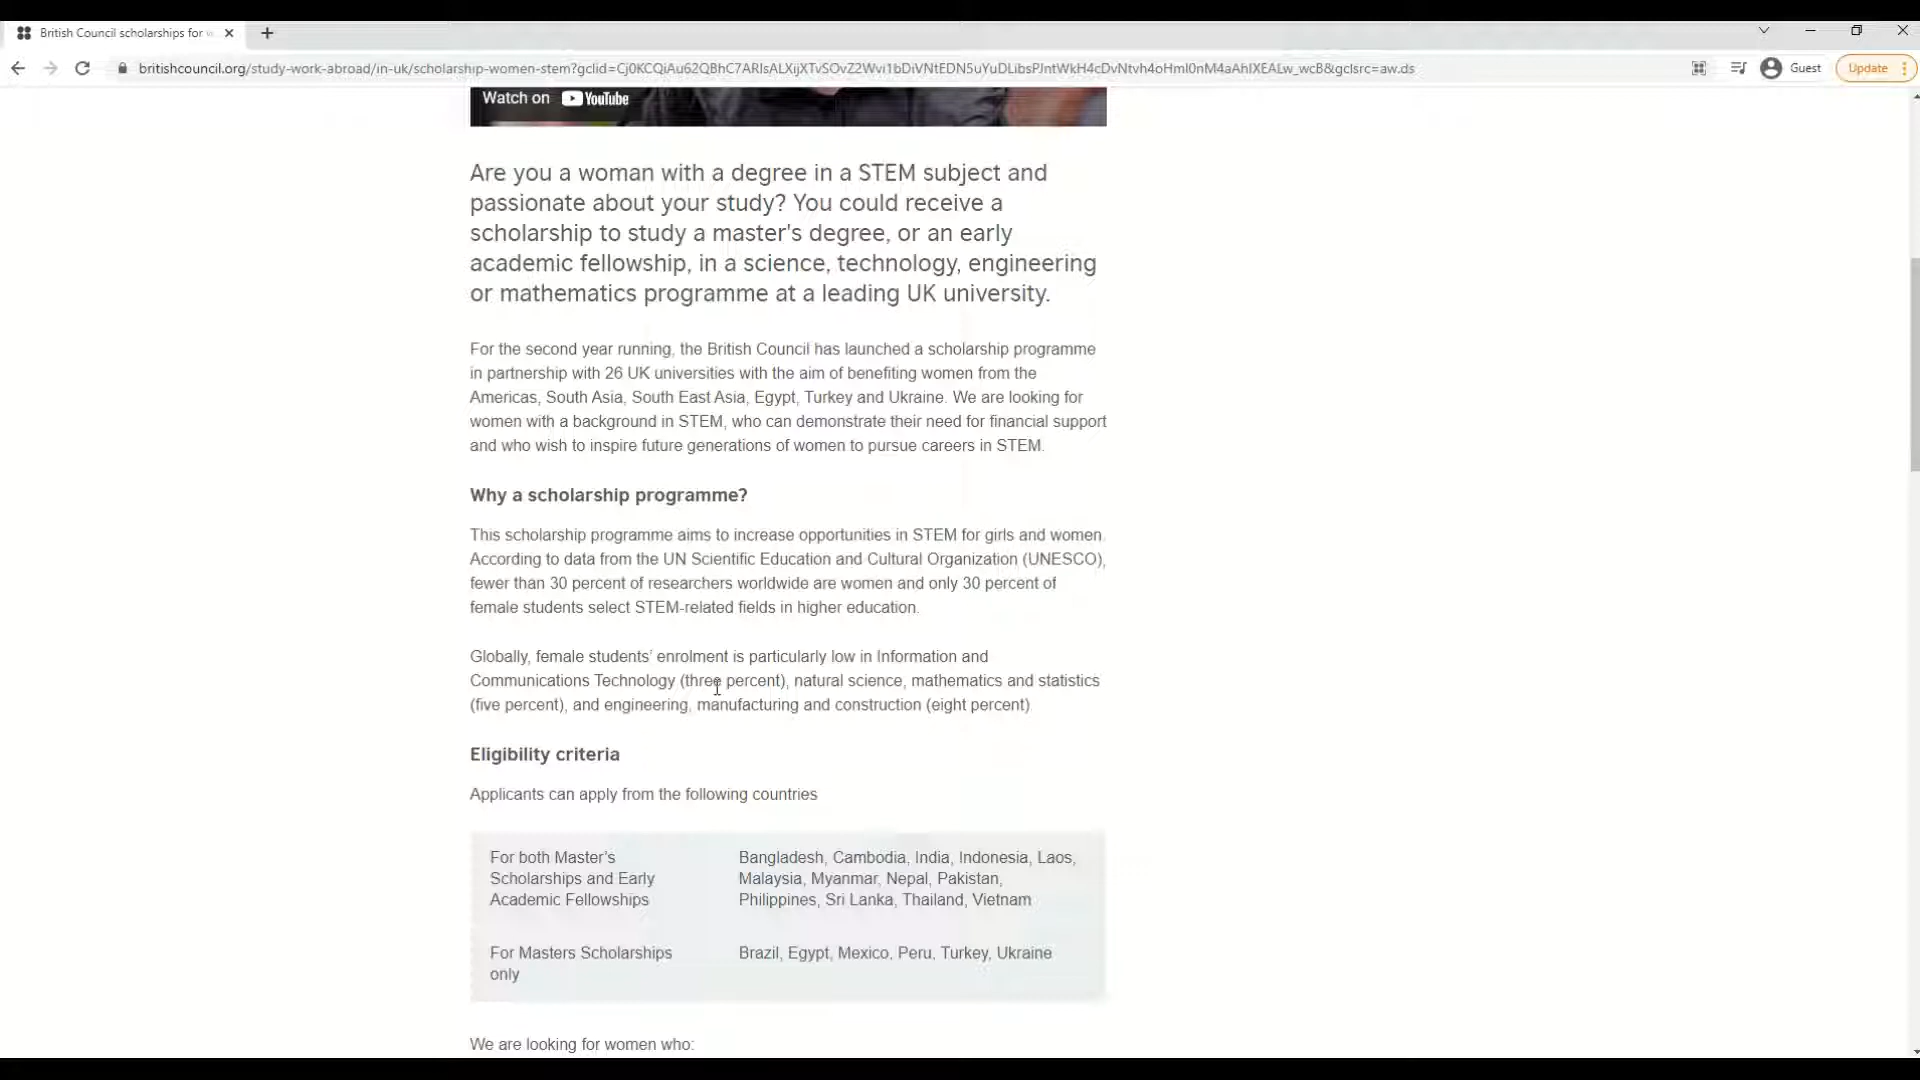 British Council scholarships for
britishcouncil.org/study-work-abroad/in-uk/scholarship-women-stem?gclid=Cj0KCQiAu62QBhC7ARIsALXijXTvSOvZ2Wvi1bDiVNtEDN5uYuDLibsPJntWkH4cDvNtvh4oHml0nM4aAhIXEALw_wcB&gclsrc=aw.ds
Guest
Update
Watch on YouTube
Are you a woman with a degree in a STEM subject and
passionate about your study? You could receive a
scholarship to study a master's degree, or an early
academic fellowship, in a science, technology, engineering
or mathematics programme at a leading UK university.
For the second year running, the British Council has launched a scholarship programme
in partnership with 26 UK universities with the aim of benefiting women from the
Americas, South Asia, South East Asia, Egypt, Turkey and Ukraine. We are looking for
women with a background in STEM, who can demonstrate their need for financial support
and who wish to inspire future generations of women to pursue careers in STEM.
Why a scholarship programme?
This scholarship programme aims to increase opportunities in STEM for girls and women.
According to data from the UN Scientific Education and Cultural Organization (UNESCO),
fewer than 30 percent of researchers worldwide are women and only 30 percent of
female students select STEM-related fields in higher education.
Globally, female students’ enrolment is particularly low in Information and
Communications Technology (three percent), natural science, mathematics and statistics
(five percent), and engineering, manufacturing and construction (eight percent).
Eligibility criteria
Applicants can apply from the following countries
For both Master’s
Scholarships and Early
Academic Fellowships
Bangladesh, Cambodia, India, Indonesia, Laos,
Malaysia, Myanmar, Nepal, Pakistan,
Philippines, Sri Lanka, Thailand, Vietnam
For Masters Scholarships
only
Brazil, Egypt, Mexico, Peru, Turkey, Ukraine
We are looking for women who: